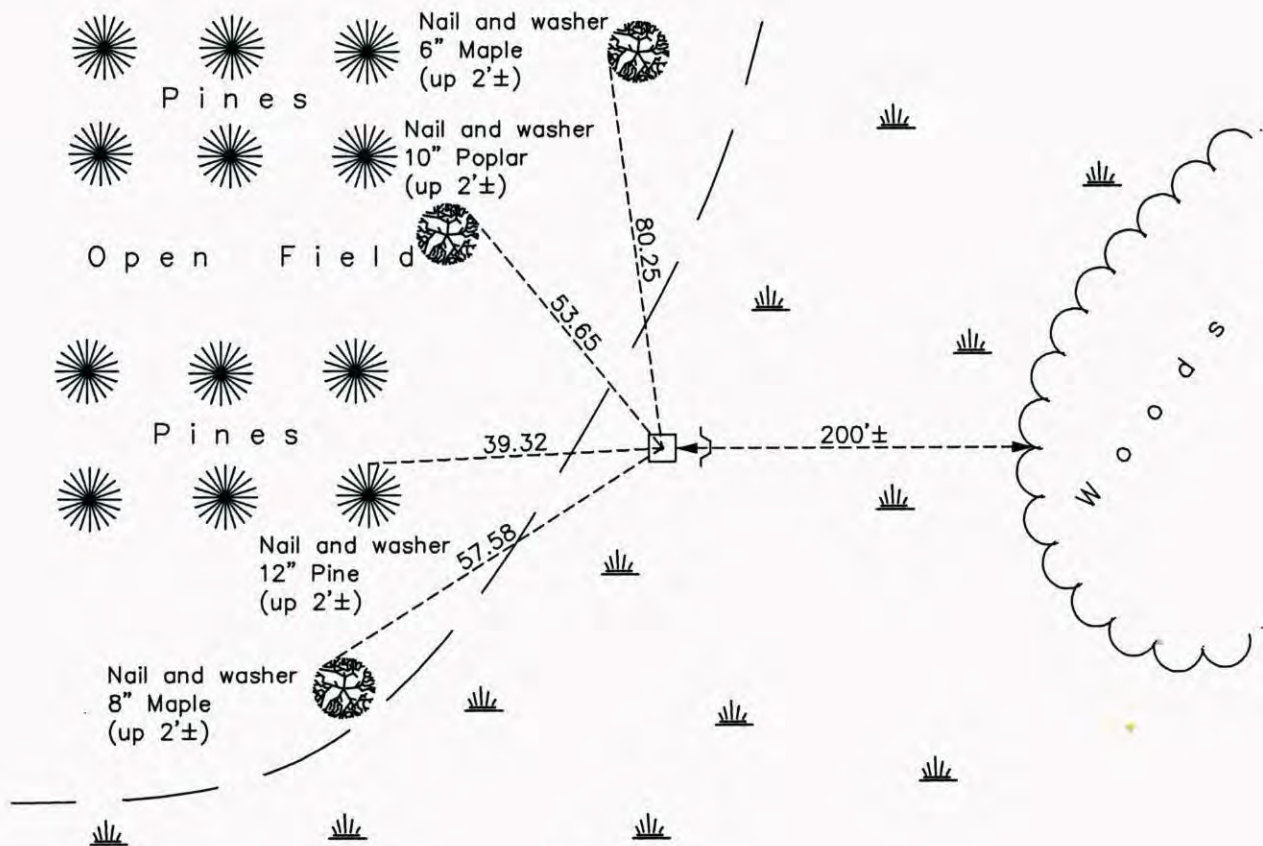 Nail and washer
6" Maple
(up 2'±)
Pines
Nail and washer
10" Poplar
(up 2'±)
Open Field
80.25
53.65
Pines
39.32
200'±
Woods
57.58
Nail and washer
12" Pine
(up 2'±)
Nail and washer
8" Maple
(up 2'±)